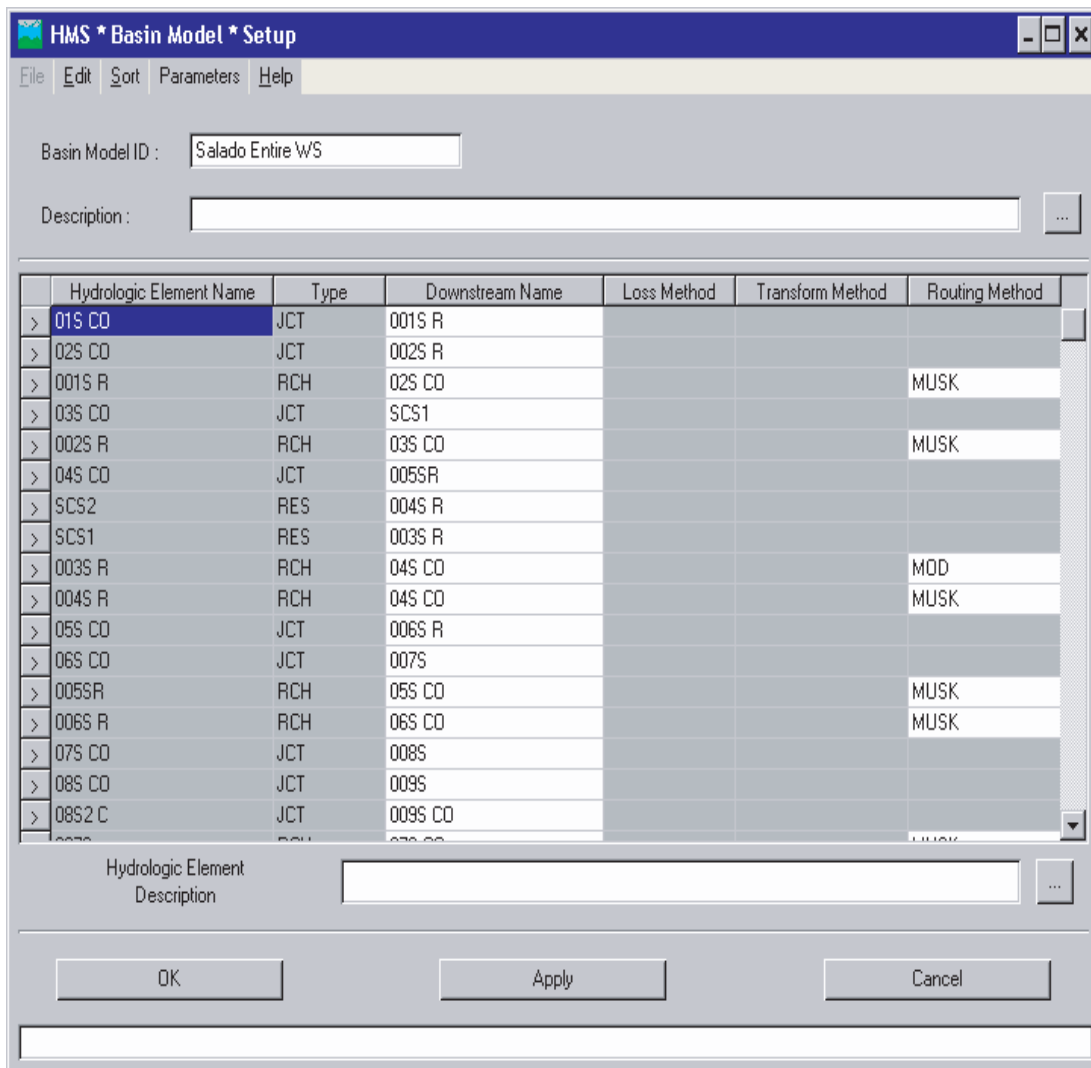 HMS * Basin Model * Setup
File Edit Sort Parameters Help
Basin Model ID : Salado Entire WS
Description : ...
Hydrologic Element Name Type Downstream Name Loss Method Transform Method Routing Method
> 01S CO JCT 001S R
> 02S CO JCT 002S R
> 001S R RCH 02S CO MUSK
> 03S CO JCT SCS1
> 002S R RCH 03S CO MUSK
> 04S CO JCT 005SR
> SCS2 RES 004S R
> SCS1 RES 003S R
> 003S R RCH 04S CO MOD
> 004S R RCH 04S CO MUSK
> 05S CO JCT 006S R
> 06S CO JCT 007S
> 005SR RCH 05S CO MUSK
> 006S R RCH 06S CO MUSK
> 07S CO JCT 008S
> 08S CO JCT 009S
> 08S2 C JCT 009S CO
Hydrologic Element
Description ...
OK Apply Cancel